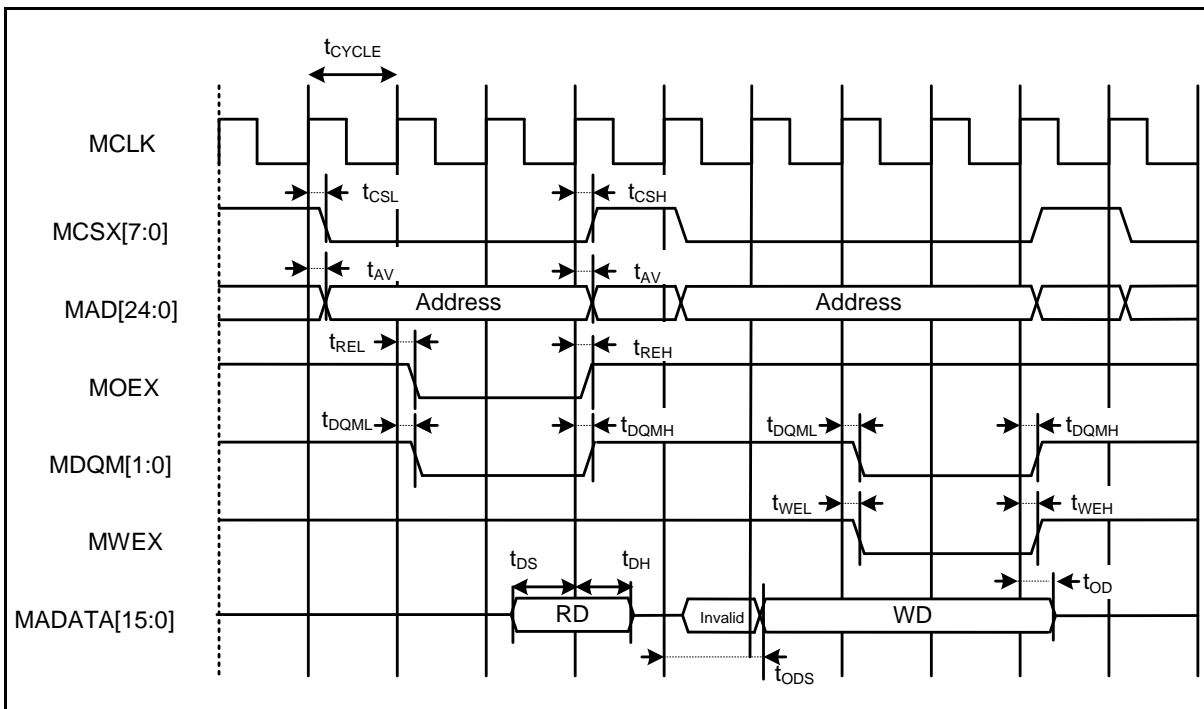 tCYCLE
MCLK
tCSL tCSH
MCSX[7:0]
tAV tAV
MAD[24:0] Address Address
tREL tREH
MOEX
tDQML tDQMH tDQML tDQMH
MDQM[1:0]
tWEL tWEH
MWEX
tDS tDH tOD
MADATA[15:0] RD Invalid WD
tODS